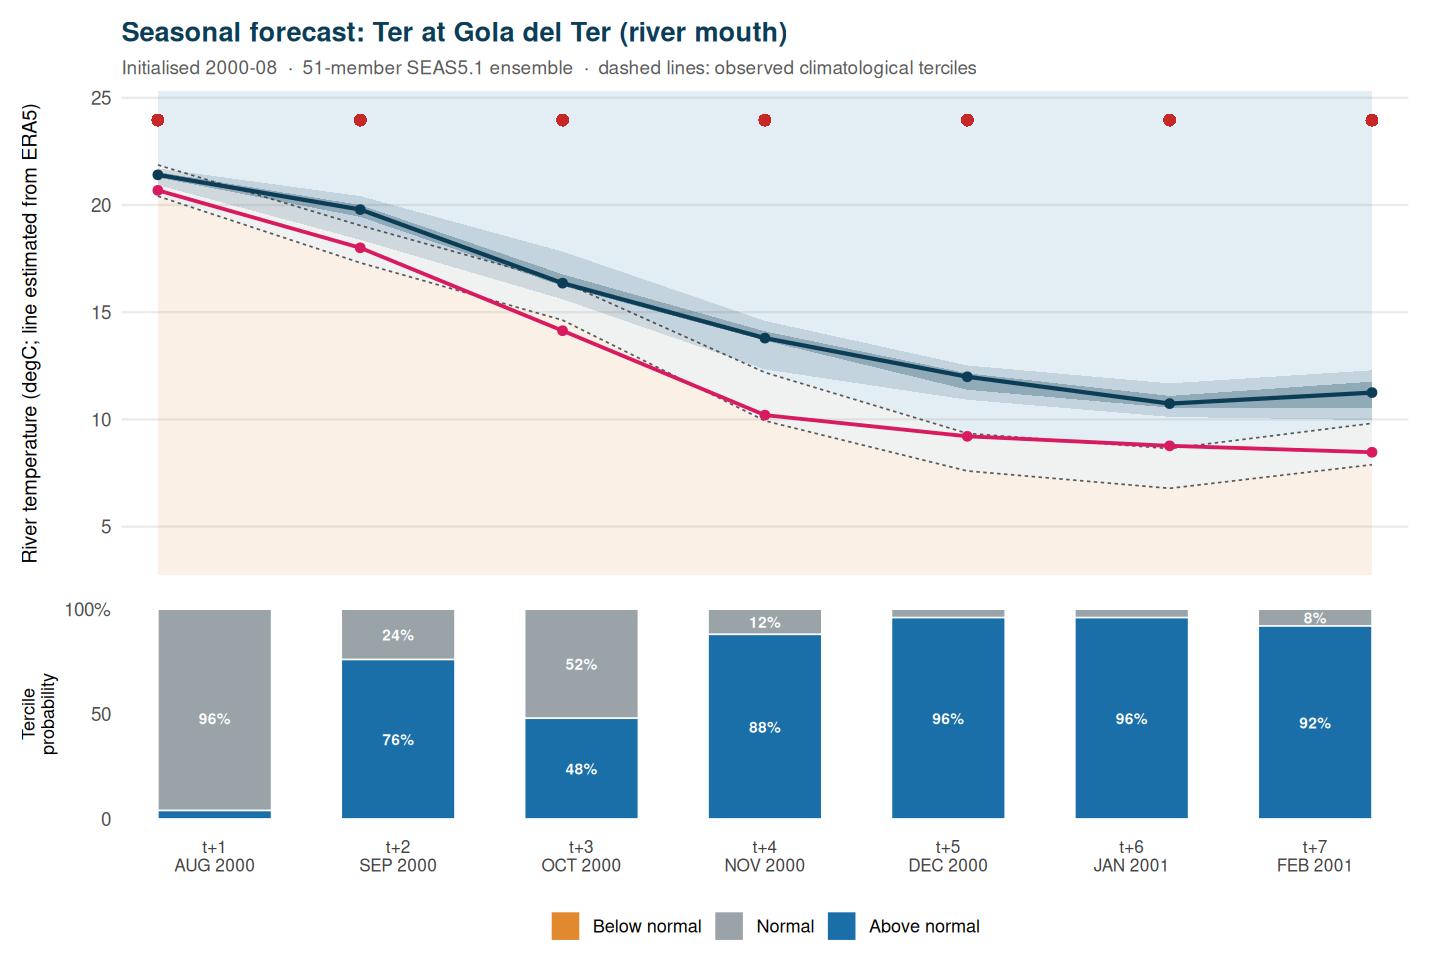 Seasonal forecast: Ter at Gola del Ter (river mouth)
Initialised 2000-08 · 51-member SEAS5.1 ensemble · dashed lines: observed climatological terciles
River temperature (degC; line estimated from ERA5)
25
20
15
10
5
Tercile
probability
100%
50
0
96%
24%
76%
52%
48%
12%
88%
96%
96%
8%
92%
t+1
AUG 2000
t+2
SEP 2000
t+3
OCT 2000
t+4
NOV 2000
t+5
DEC 2000
t+6
JAN 2001
t+7
FEB 2001
Below normal
Normal
Above normal